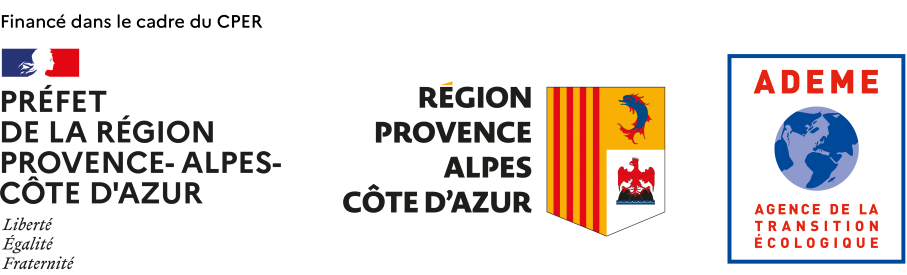 Financé dans le cadre du CPER
PRÉFET
DE LA RÉGION
PROVENCE- ALPES-
CÔTE D'AZUR
Liberté
Égalité
Fraternité
RÉGION
PROVENCE
ALPES
CÔTE D’AZUR
ADEME
AGENCE DE LA
TRANSITION
ÉCOLOGIQUE